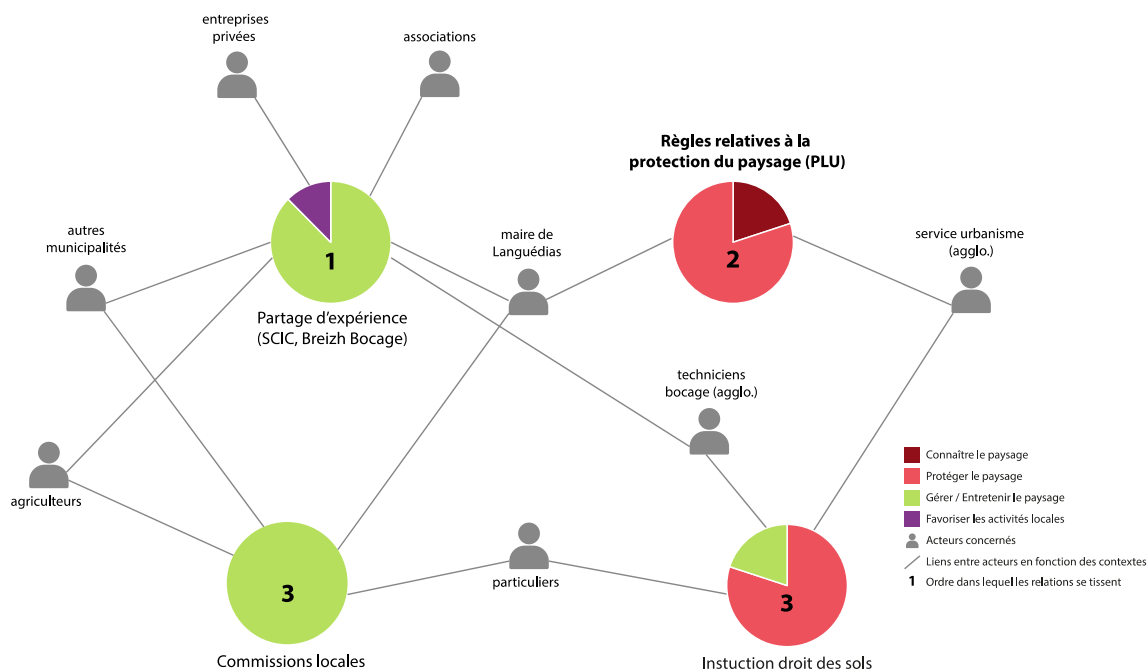 entreprises
privées
associations
Règles relatives à la
protection du paysage (PLU)
autres
municipalités
1
maire de
Languédias
2
service urbanisme
(agglo.)
Partage d'expérience
(SCIC, Breizh Bocage)
techniciens
bocage (agglo.)
agriculteurs
Connaître le paysage
Protéger le paysage
Gérer / Entretenir le paysage
Favoriser les activités locales
Acteurs concernés
Liens entre acteurs en fonction des contextes
1 Ordre dans lequel les relations se tissent
3
particuliers
3
Commissions locales
Instuction droit des sols